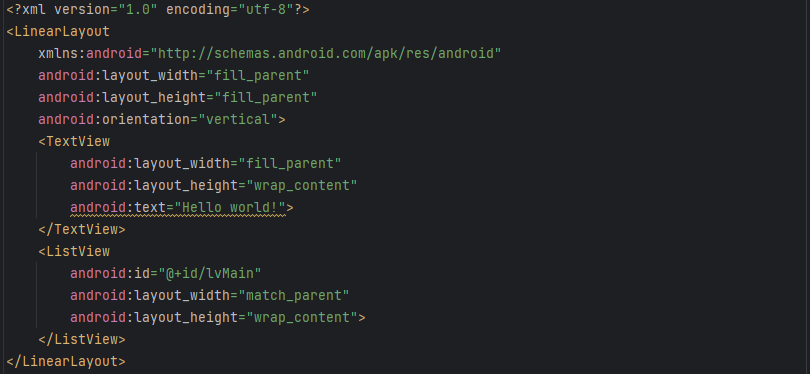 <?xml version="1.0" encoding="utf-8"?>
<LinearLayout
    xmlns:android="http://schemas.android.com/apk/res/android"
    android:layout_width="fill_parent"
    android:layout_height="fill_parent"
    android:orientation="vertical">
    <TextView
        android:layout_width="fill_parent"
        android:layout_height="wrap_content"
        android:text="Hello world!">
    </TextView>
    <ListView
        android:id="@+id/lvMain"
        android:layout_width="match_parent"
        android:layout_height="wrap_content">
    </ListView>
</LinearLayout>